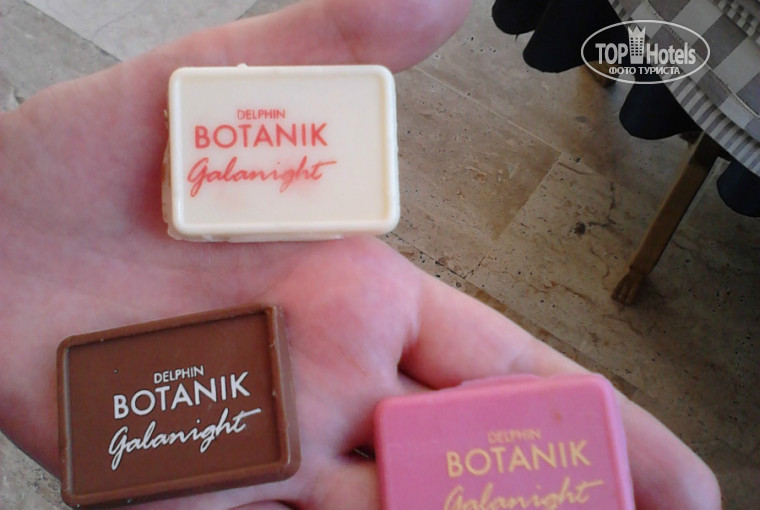 TOP Hotels
ФОТО ТУРИСТА
DELPHIN
BOTANIK
Galanight
DELPHIN
BOTANIK
Galanight
DELPHIN
BOTANIK
Galanight